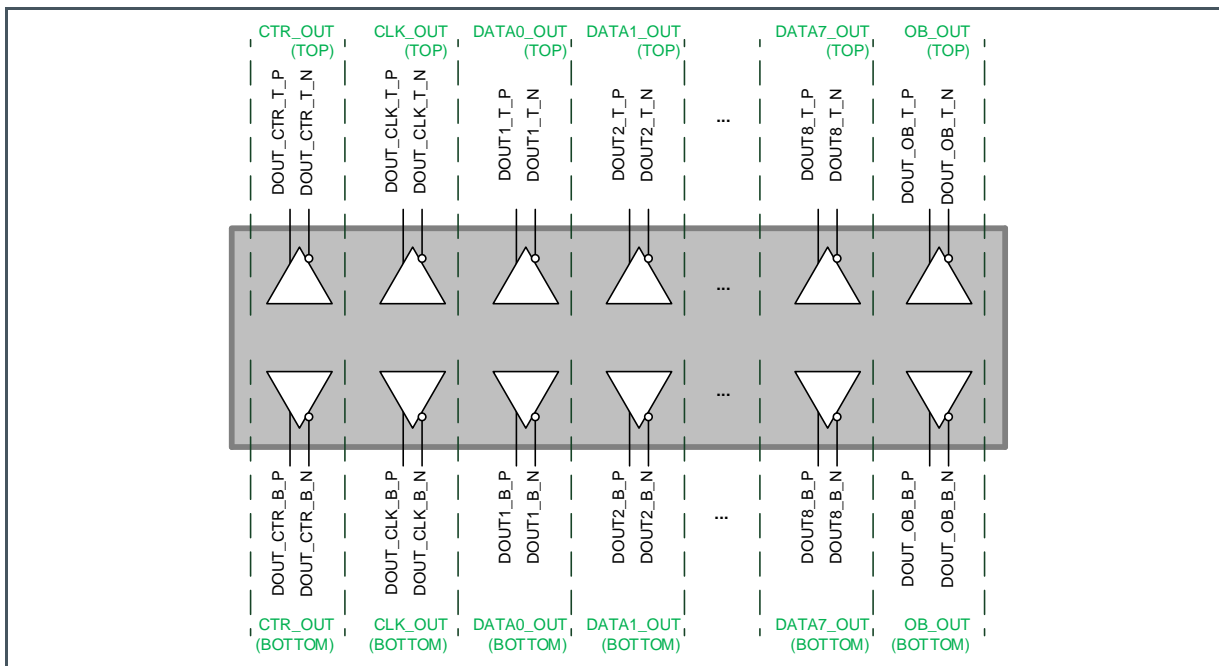 CTR_OUT
(TOP)
CLK_OUT
(TOP)
DATA0_OUT
(TOP)
DATA1_OUT
(TOP)
DATA7_OUT
(TOP)
OB_OUT
(TOP)
DOUT_CTR_T_P
DOUT_CTR_T_N
DOUT_CLK_T_P
DOUT_CLK_T_N
DOUT1_T_P
DOUT1_T_N
DOUT2_T_P
DOUT2_T_N
...
DOUT8_T_P
DOUT8_T_N
DOUT_OB_T_P
DOUT_OB_T_N
...
...
DOUT_CTR_B_P
DOUT_CTR_B_N
DOUT_CLK_B_P
DOUT_CLK_B_N
DOUT1_B_P
DOUT1_B_N
DOUT2_B_P
DOUT2_B_N
...
DOUT8_B_P
DOUT8_B_N
DOUT_OB_B_P
DOUT_OB_B_N
CTR_OUT
(BOTTOM)
CLK_OUT
(BOTTOM)
DATA0_OUT
(BOTTOM)
DATA1_OUT
(BOTTOM)
DATA7_OUT
(BOTTOM)
OB_OUT
(BOTTOM)